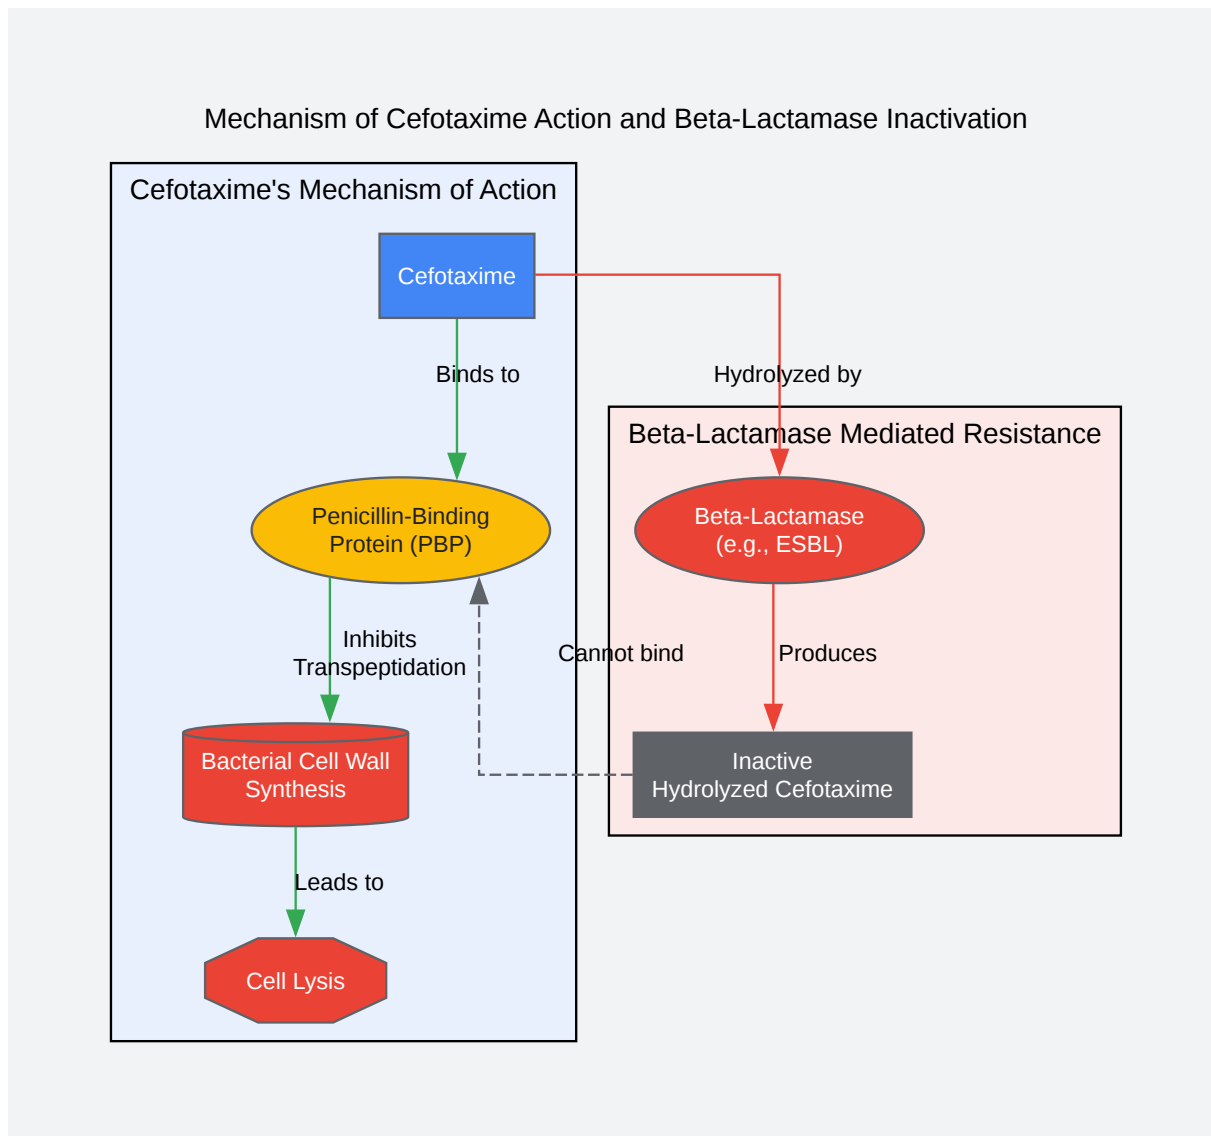 Mechanism of Cefotaxime Action and Beta-Lactamase Inactivation
Cefotaxime's Mechanism of Action
Cefotaxime
Binds to
Hydrolyzed by
Beta-Lactamase Mediated Resistance
Penicillin-Binding
Protein (PBP)
Beta-Lactamase
(e.g., ESBL)
Inhibits
Transpeptidation
Cannot bind
Produces
Bacterial Cell Wall
Synthesis
Inactive
Hydrolyzed Cefotaxime
Leads to
Cell Lysis